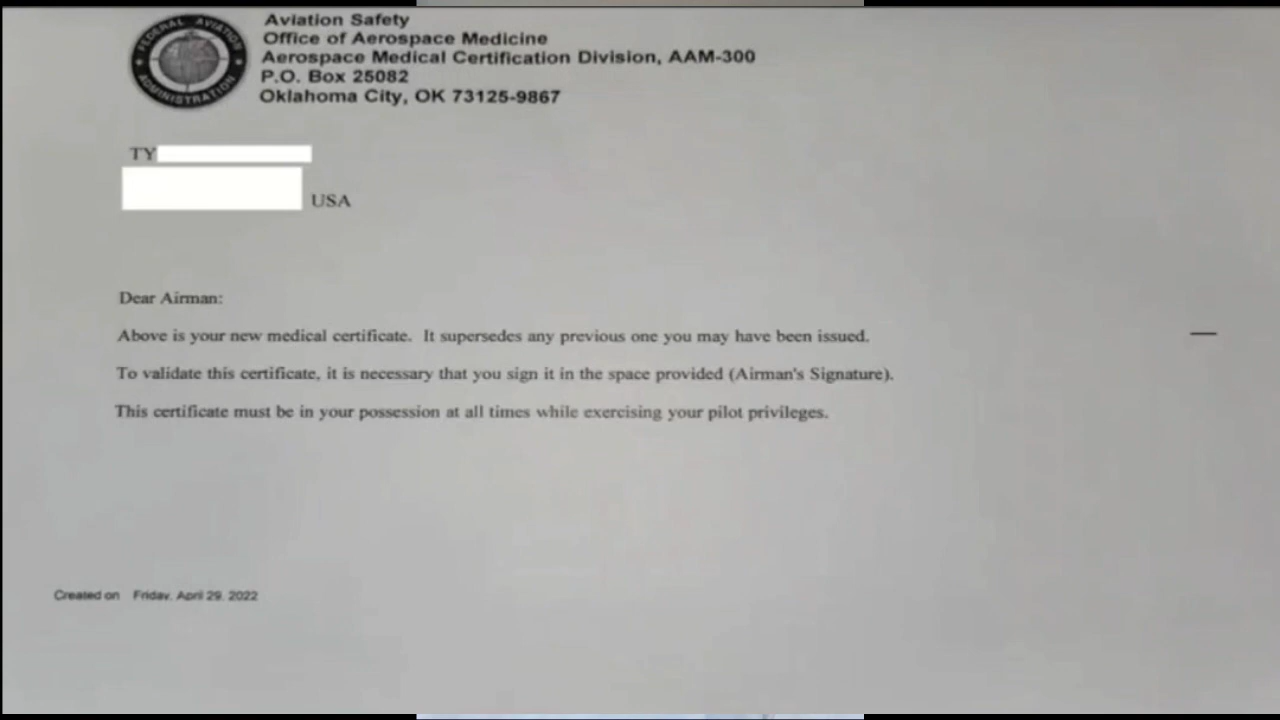 FEDERAL AVIATION
ADMINISTRATION
Aviation Safety
Office of Aerospace Medicine
Aerospace Medical Certification Division, AAM-300
P.O. Box 25082
Oklahoma City, OK 73125-9867
TY
USA
Dear Airman:
Above is your new medical certificate. It supersedes any previous one you may have been issued.
To validate this certificate, it is necessary that you sign it in the space provided (Airman's Signature).
This certificate must be in your possession at all times while exercising your pilot privileges.
Created on Friday, April 29, 2022